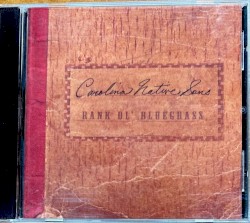 Carolina Native Sons
RANK OL' BLUEGRASS